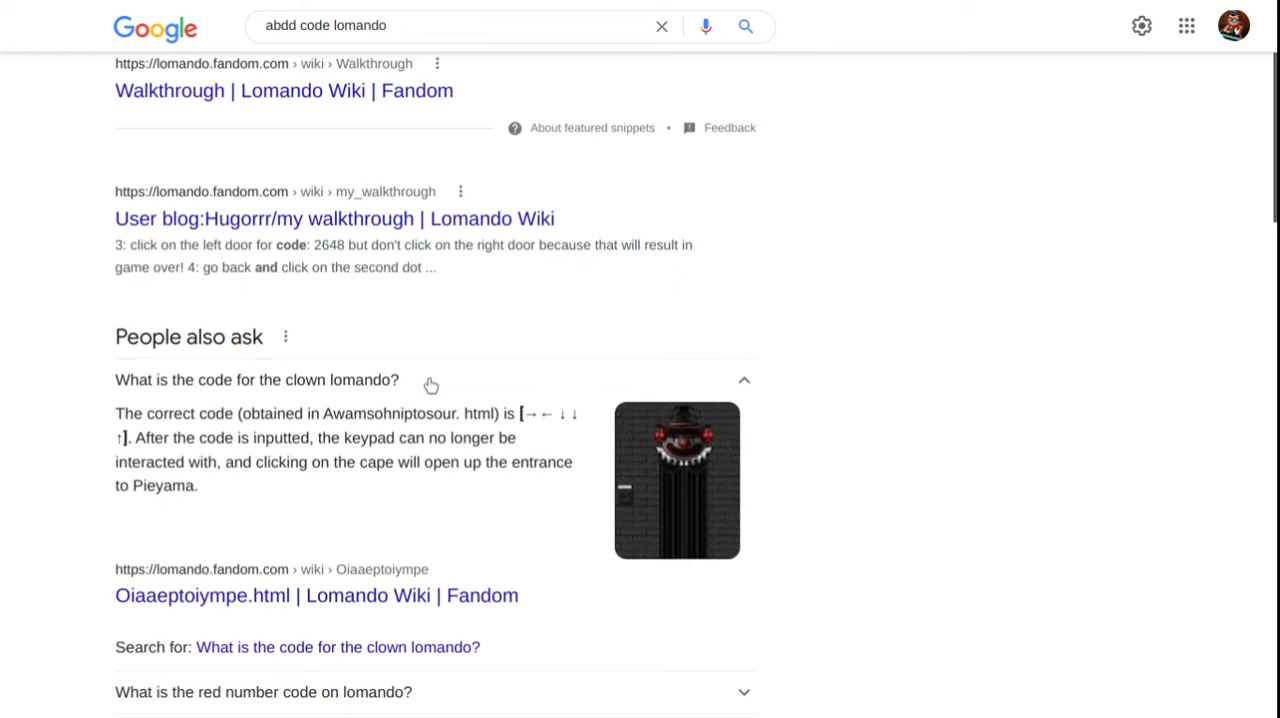 Google
abdd code lomando
https://lomando.fandom.com › wiki › Walkthrough
Walkthrough | Lomando Wiki | Fandom
About featured snippets • Feedback
https://lomando.fandom.com › wiki › my_walkthrough
User blog:Hugorrr/my walkthrough | Lomando Wiki
3: click on the left door for code: 2648 but don't click on the right door because that will result in
game over! 4: go back and click on the second dot ...
People also ask
What is the code for the clown lomando?
The correct code (obtained in Awamsohniptosour. html) is [→ ← ↓ ↓
↑]. After the code is inputted, the keypad can no longer be
interacted with, and clicking on the cape will open up the entrance
to Pieyama.
https://lomando.fandom.com › wiki › Oiaaeptoiympe
Oiaaeptoiympe.html | Lomando Wiki | Fandom
Search for: What is the code for the clown lomando?
What is the red number code on lomando?